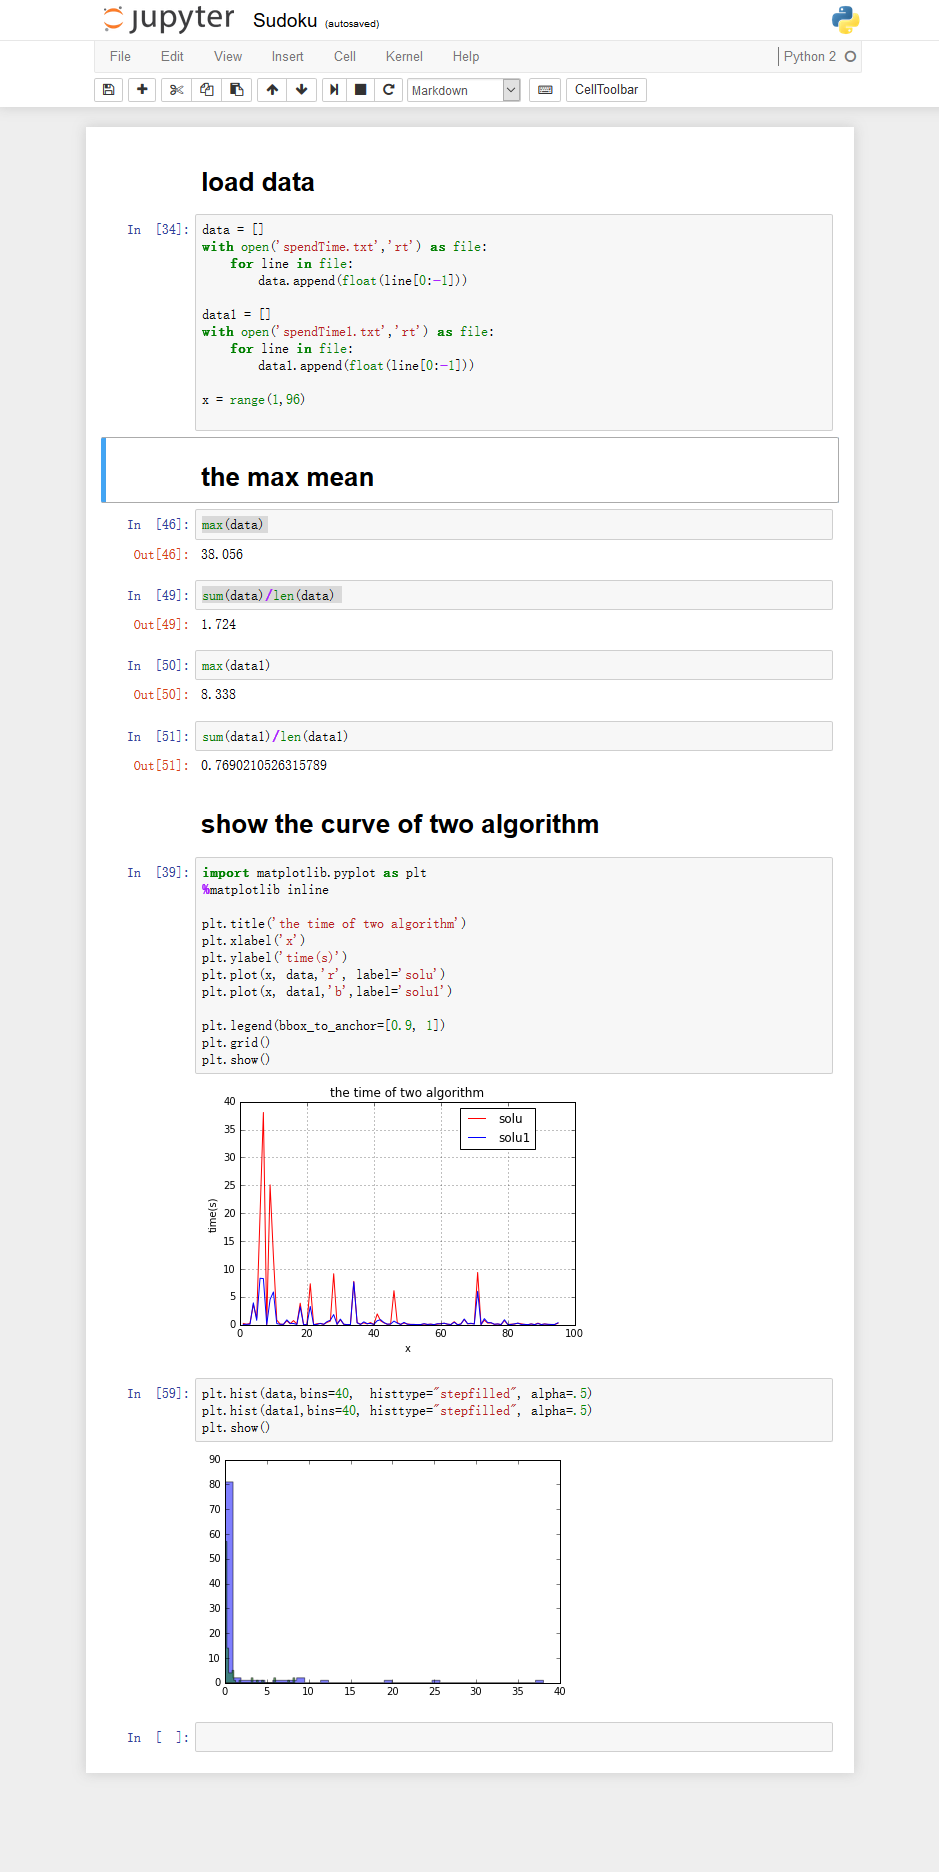 jupyter Sudoku (autosaved)
File Edit View Insert Cell Kernel Help Python 2
Markdown CellToolbar
load data
In [34]: data = []
with open('spendTime.txt','rt') as file:
for line in file:
data.append(float(line[0:-1]))
data1 = []
with open('spendTime1.txt','rt') as file:
for line in file:
data1.append(float(line[0:-1]))
x = range(1,96)
the max mean
In [46]: max(data)
Out[46]: 38.056
In [49]: sum(data)/len(data)
Out[49]: 1.724
In [50]: max(data1)
Out[50]: 8.338
In [51]: sum(data1)/len(data1)
Out[51]: 0.7690210526315789
show the curve of two algorithm
In [39]: import matplotlib.pyplot as plt
%matplotlib inline
plt.title('the time of two algorithm')
plt.xlabel('x')
plt.ylabel('time(s)')
plt.plot(x, data,'r', label='solu')
plt.plot(x, data1,'b',label='solu1')
plt.legend(bbox_to_anchor=[0.9, 1])
plt.grid()
plt.show()
the time of two algorithm
40
35
30
25
20
15
10
5
0
time(s)
solu
solu1
0 20 40 60 80 100
x
In [59]: plt.hist(data,bins=40, histtype="stepfilled", alpha=.5)
plt.hist(data1,bins=40, histtype="stepfilled", alpha=.5)
plt.show()
90
80
70
60
50
40
30
20
10
0
0 5 10 15 20 25 30 35 40
In [ ]: